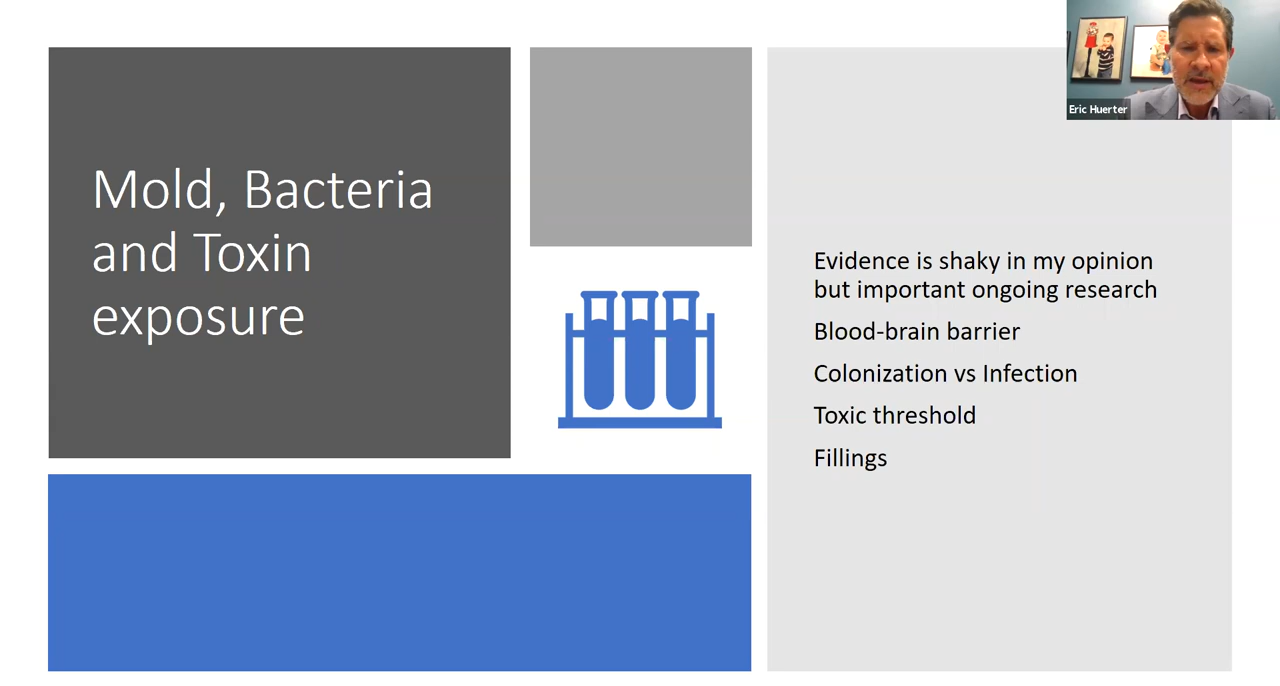 Mold, Bacteria
and Toxin
exposure
Evidence is shaky in my opinion
but important ongoing research
Blood-brain barrier
Colonization vs Infection
Toxic threshold
Fillings
Eric Huerter